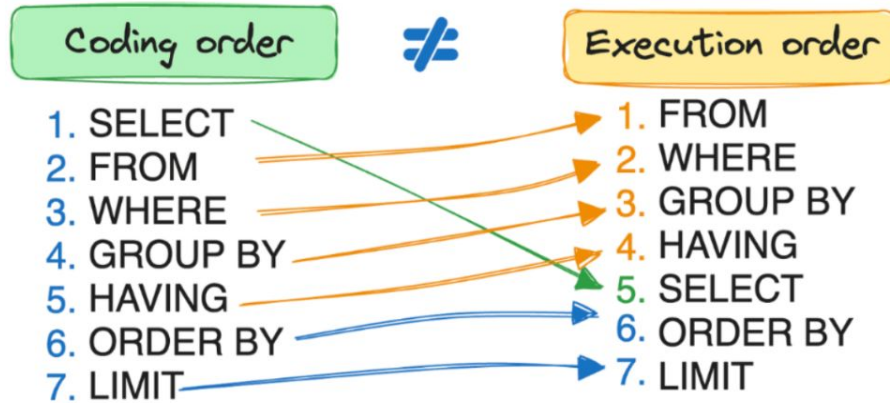 Coding order
≠
Execution order
1. SELECT
2. FROM
3. WHERE
4. GROUP BY
5. HAVING
6. ORDER BY
7. LIMIT
1. FROM
2. WHERE
3. GROUP BY
4. HAVING
5. SELECT
6. ORDER BY
7. LIMIT